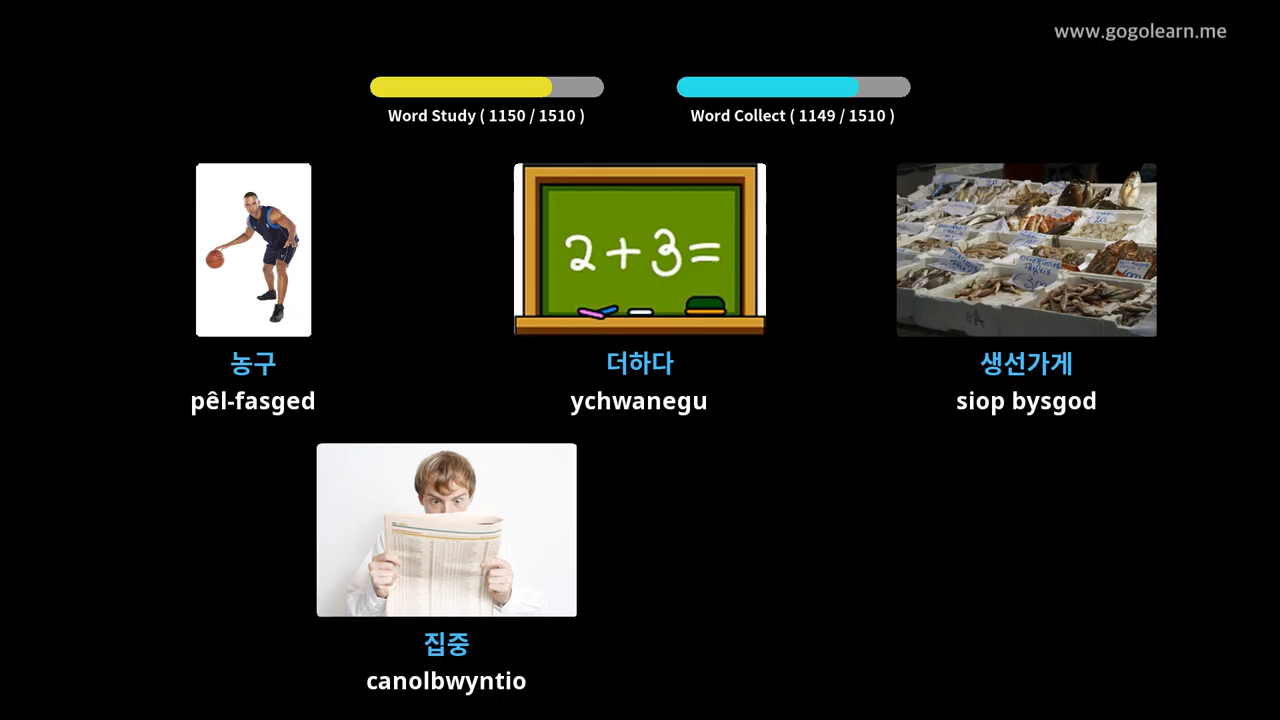 www.gogolearn.me
Word Study ( 1150 / 1510 )
Word Collect ( 1149 / 1510 )
2+3=
농구
pêl-fasged
더하다
ychwanegu
생선가게
siop bysgod
집중
canolbwyntio